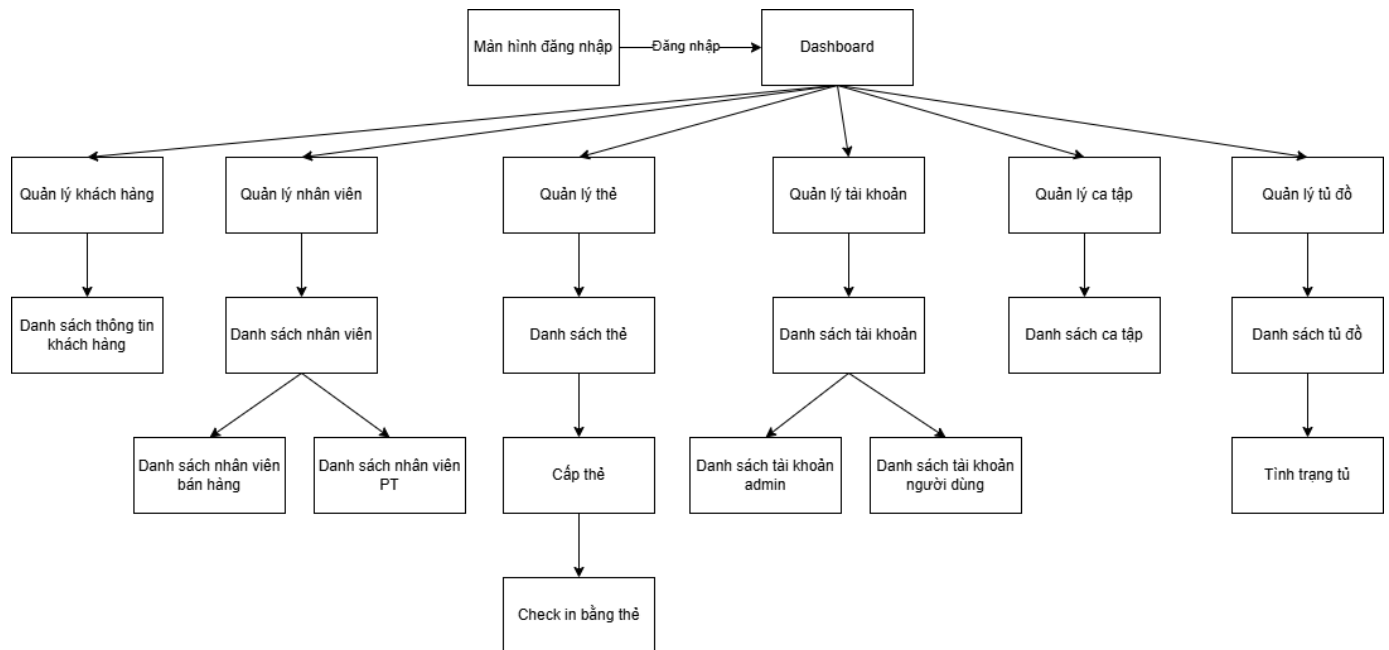 Màn hình đăng nhập
Đăng nhập
Dashboard
Quản lý khách hàng
Quản lý nhân viên
Quản lý thẻ
Quản lý tài khoản
Quản lý ca tập
Quản lý tủ đồ
Danh sách thông tin
khách hàng
Danh sách nhân viên
Danh sách thẻ
Danh sách tài khoản
Danh sách ca tập
Danh sách tủ đồ
Danh sách nhân viên
bán hàng
Danh sách nhân viên
PT
Cấp thẻ
Danh sách tài khoản
admin
Danh sách tài khoản
người dùng
Tình trạng tủ
Check in bằng thẻ